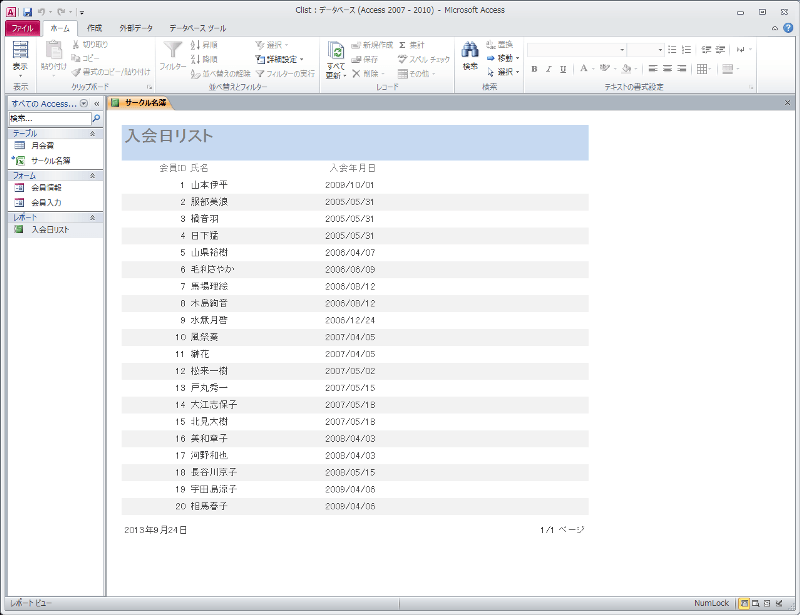 Clist : データベース (Access 2007 - 2010) - Microsoft Access
ファイル ホーム 作成 外部データ データベース ツール
表示
表示
貼り付け
切り取り
コピー
書式のコピー/貼り付け
クリップボード
フィルター
昇順
降順
並べ替えの解除
選択
詳細設定
フィルターの実行
並べ替えとフィルター
すべて更新
新規作成
保存
削除
集計
スペル チェック
その他
レコード
検索
置換
移動
選択
検索
B I U A
テキストの書式設定
すべての Access...
検索...
テーブル
月会費
サークル名簿
フォーム
会員情報
会員入力
レポート
入会日リスト
サークル名簿
入会日リスト
会員ID 氏名 入会年月日
1 山本伊平 2009/10/01
2 服部美浪 2005/05/31
3 橘音羽 2005/05/31
4 日下猛 2005/05/31
5 山県裕樹 2006/04/07
6 毛利さやか 2006/06/09
7 馬場理絵 2006/08/12
8 木島絢音 2006/08/12
9 水無月啓 2006/12/24
10 風祭葵 2007/04/05
11 榊花 2007/04/05
12 松来一樹 2007/05/02
13 戸丸秀一 2007/05/15
14 大江志保子 2007/05/18
15 北見大樹 2007/05/18
16 美和章子 2008/04/03
17 河野和也 2008/04/03
18 長谷川京子 2008/05/15
19 宇田島涼子 2009/04/06
20 相馬春子 2009/04/06
2013年9月24日 1/1 ページ
レポート ビュー NumLock